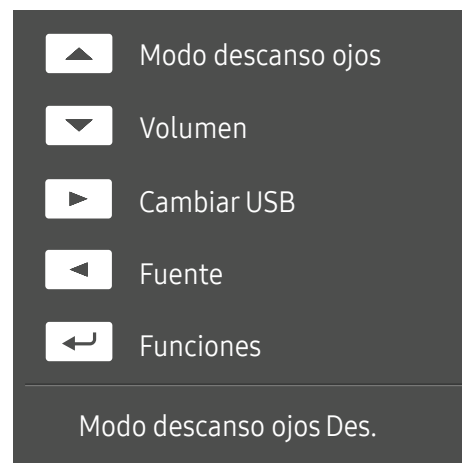 Modo descanso ojos
Volumen
Cambiar USB
Fuente
Funciones
Modo descanso ojos Des.